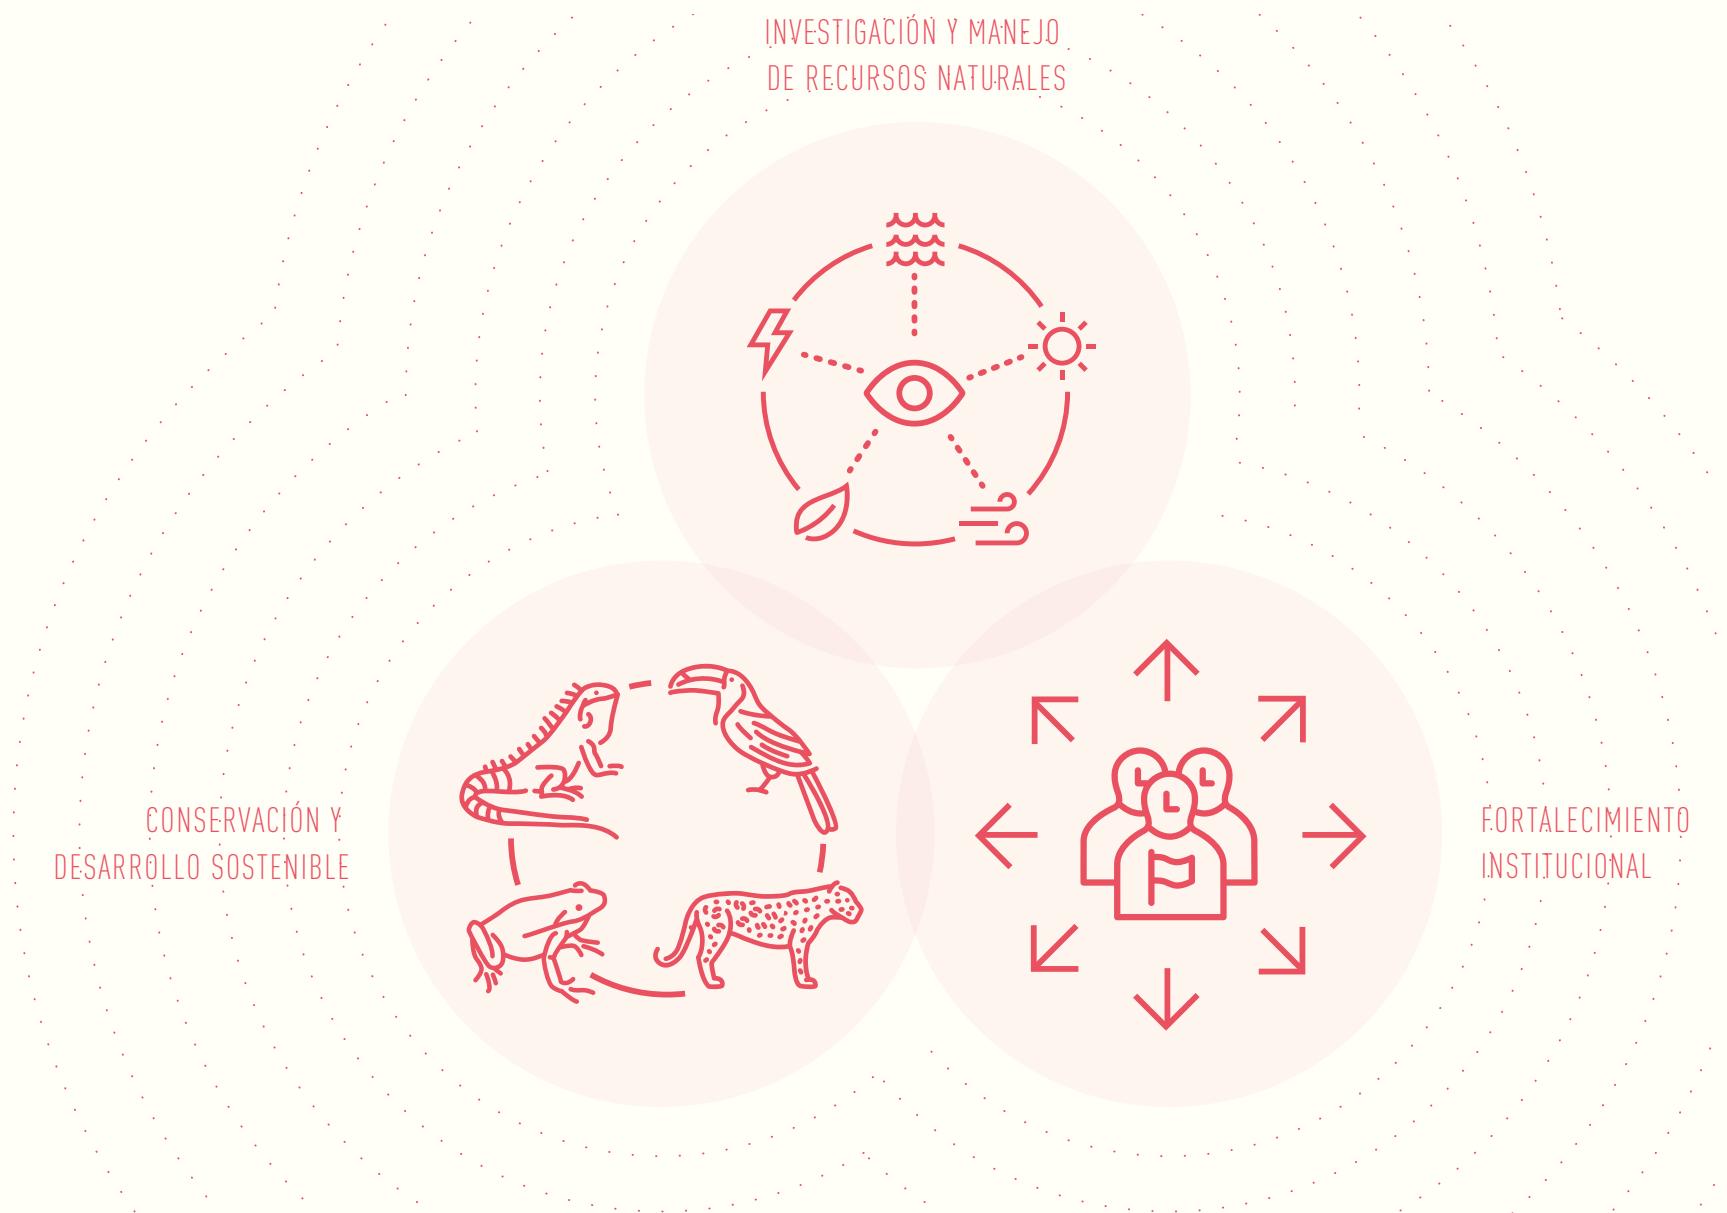 INVESTIGACIÓN Y MANEJO
DE RECURSOS NATURALES
CONSERVACIÓN Y
DESARROLLO SOSTENIBLE
FORTALECIMIENTO
INSTITUCIONAL